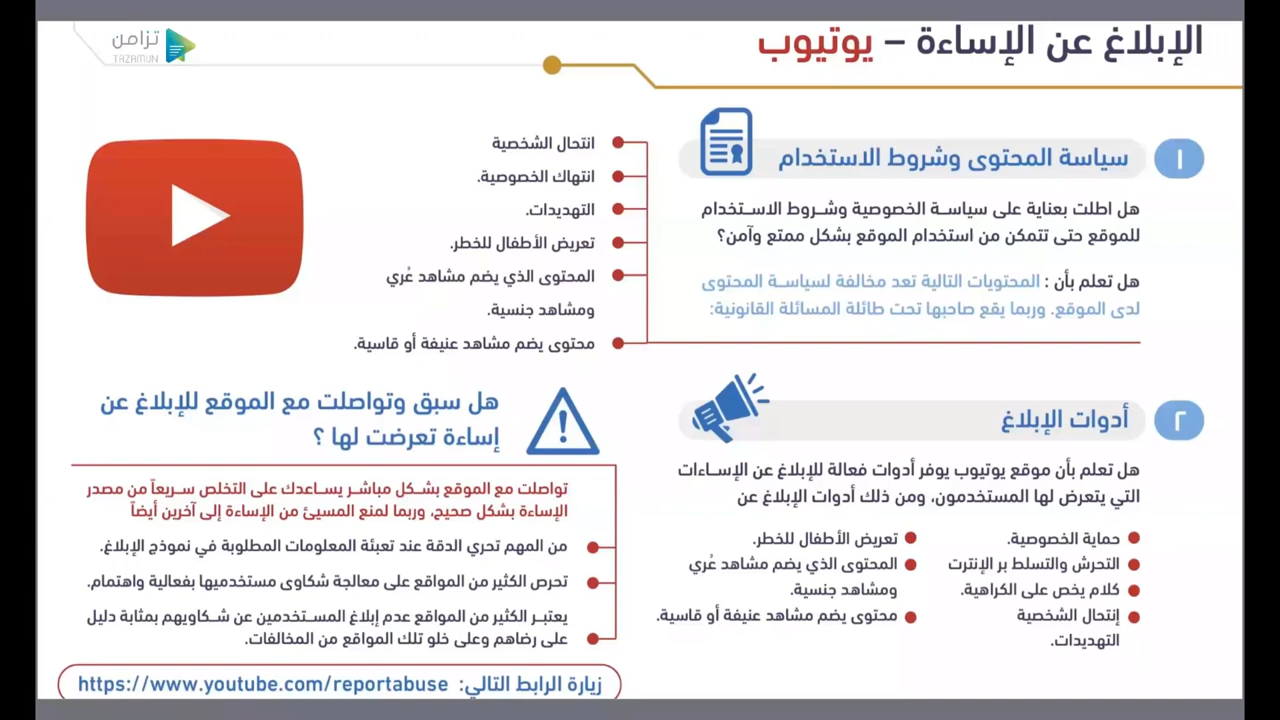 الإبلاغ عن الإساءة – يوتيوب
تزامن
TAZAMUN
١
سياسة المحتوى وشروط الاستخدام
هل اطلت بعناية على سياسة الخصوصية وشروط الاستخدام
للموقع حتى تتمكن من استخدام الموقع بشكل ممتع وآمن؟
هل تعلم بأن : المحتويات التالية تعد مخالفة لسياسة المحتوى
لدى الموقع. وربما يقع صاحبها تحت طائلة المسائلة القانونية:
انتحال الشخصية
انتهاك الخصوصية.
التهديدات.
تعريض الأطفال للخطر.
المحتوى الذي يضم مشاهد عُري
ومشاهد جنسية.
محتوى يضم مشاهد عنيفة أو قاسية.
٢
أدوات الإبلاغ
هل تعلم بأن موقع يوتيوب يوفر أدوات فعالة للإبلاغ عن الإساءات
التي يتعرض لها المستخدمون، ومن ذلك أدوات الإبلاغ عن
حماية الخصوصية.
التحرش والتسلط بر الإنترت
كلام يخص على الكراهية.
إنتحال الشخصية
التهديدات.
تعريض الأطفال للخطر.
المحتوى الذي يضم مشاهد عُري
ومشاهد جنسية.
محتوى يضم مشاهد عنيفة أو قاسية.
هل سبق وتواصلت مع الموقع للإبلاغ عن
إساءة تعرضت لها ؟
تواصلت مع الموقع بشكل مباشر يساعدك على التخلص سريعاً من مصدر
الإساءة بشكل صحيح، وربما لمنع المسيئ من الإساءة إلى آخرين أيضاً
من المهم تحري الدقة عند تعبئة المعلومات المطلوبة في نموذج الإبلاغ.
تحرص الكثير من المواقع على معالجة شكاوى مستخدميها بفعالية واهتمام.
يعتبر الكثير من المواقع عدم إبلاغ المستخدمين عن شكاويهم بمثابة دليل
على رضاهم وعلى خلو تلك المواقع من المخالفات.
زيارة الرابط التالي: https://www.youtube.com/reportabuse